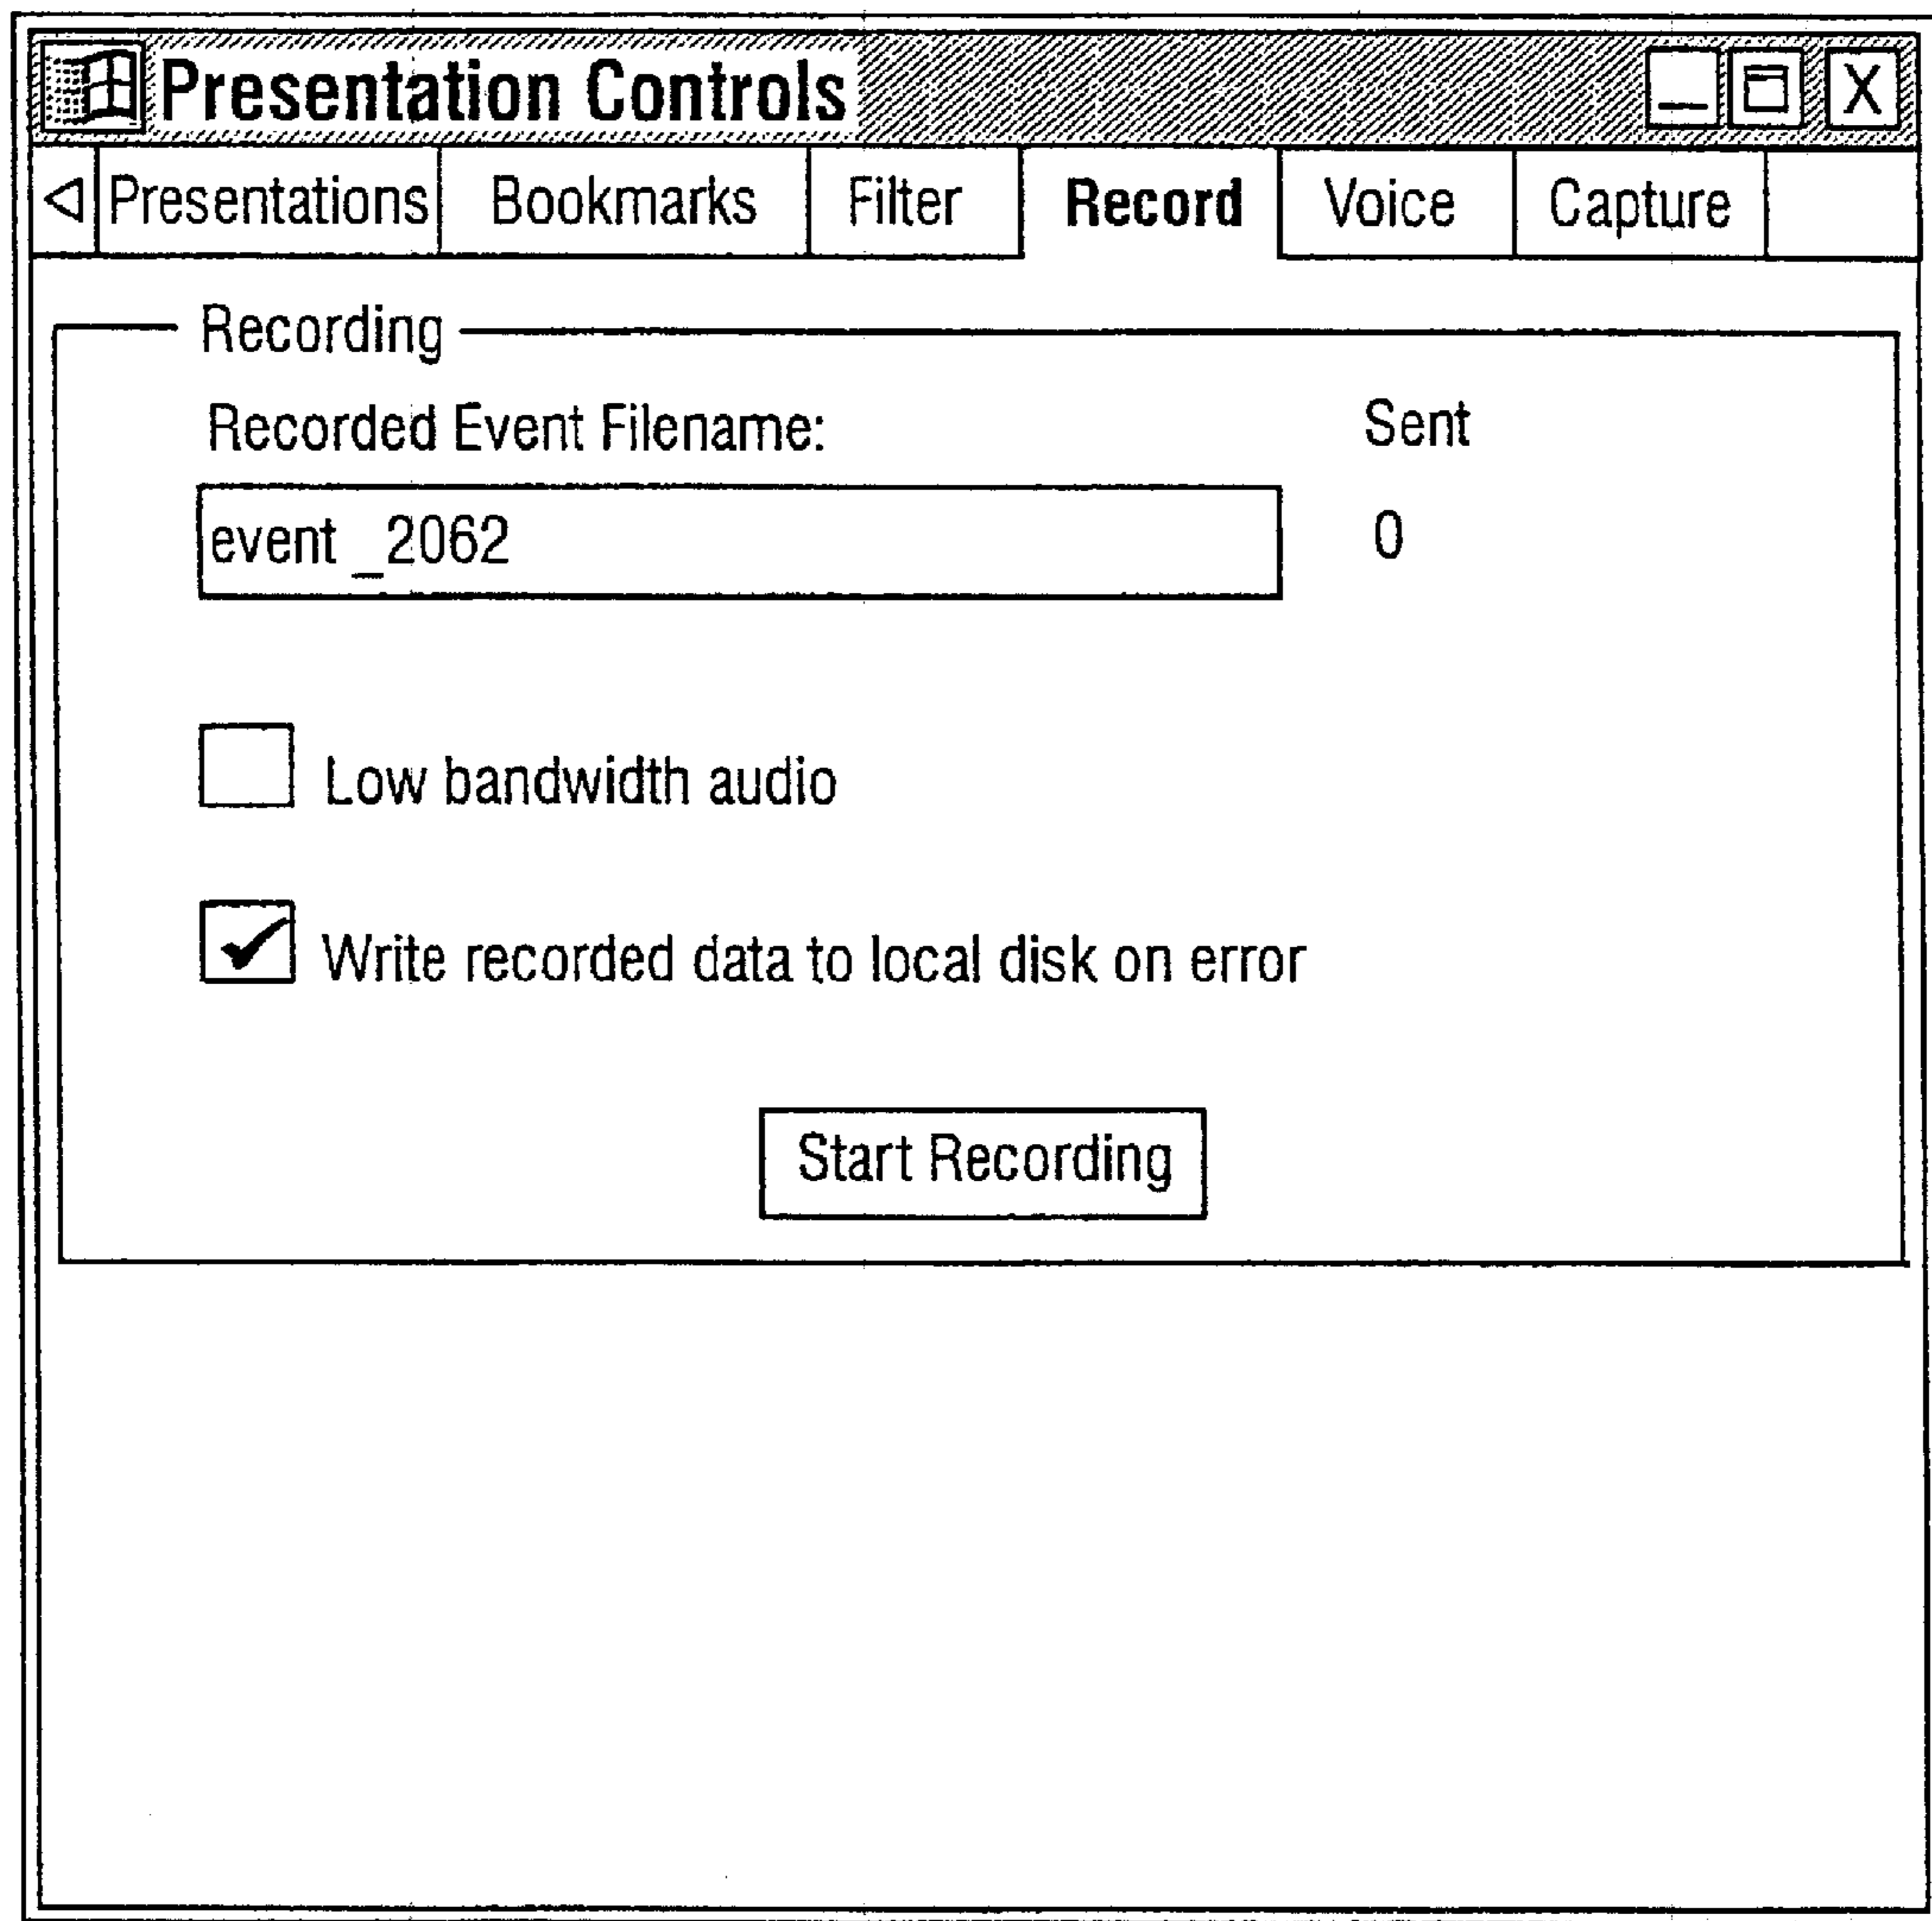 Presentation Controls
Presentations Bookmarks Filter Record Voice Capture
Recording
Recorded Event Filename: Sent
event _2062 0
Low bandwidth audio
Write recorded data to local disk on error
Start Recording